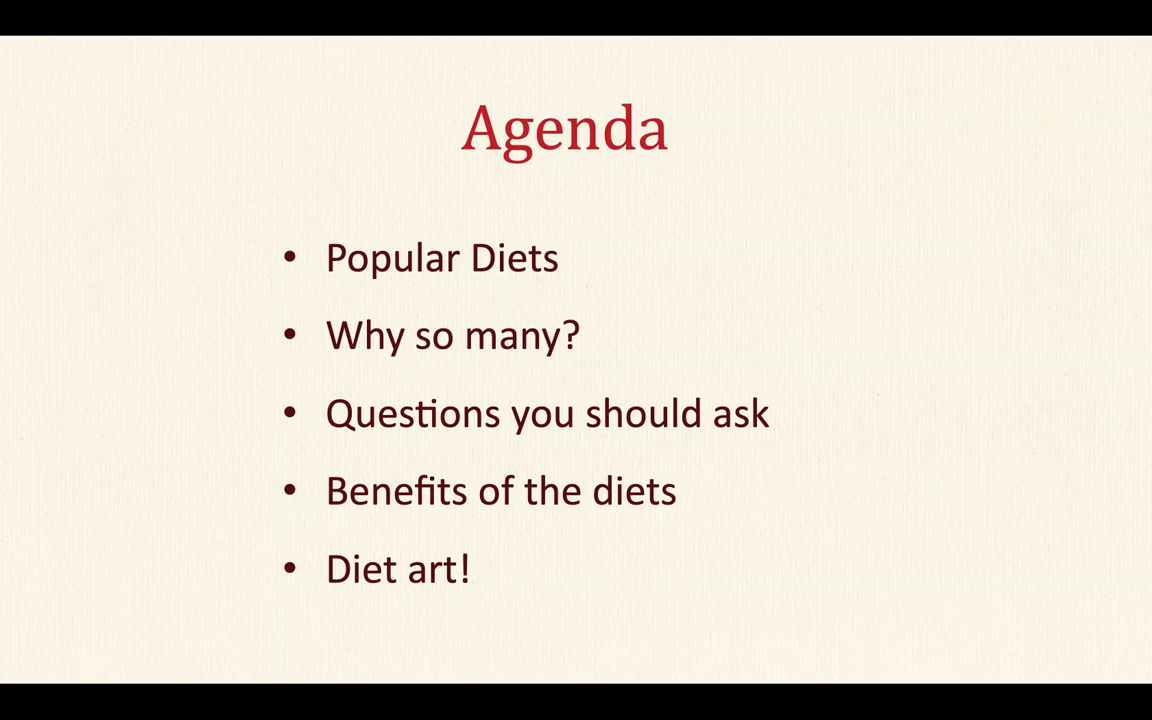 Agenda
• Popular Diets
• Why so many?
• Questions you should ask
• Benefits of the diets
• Diet art!